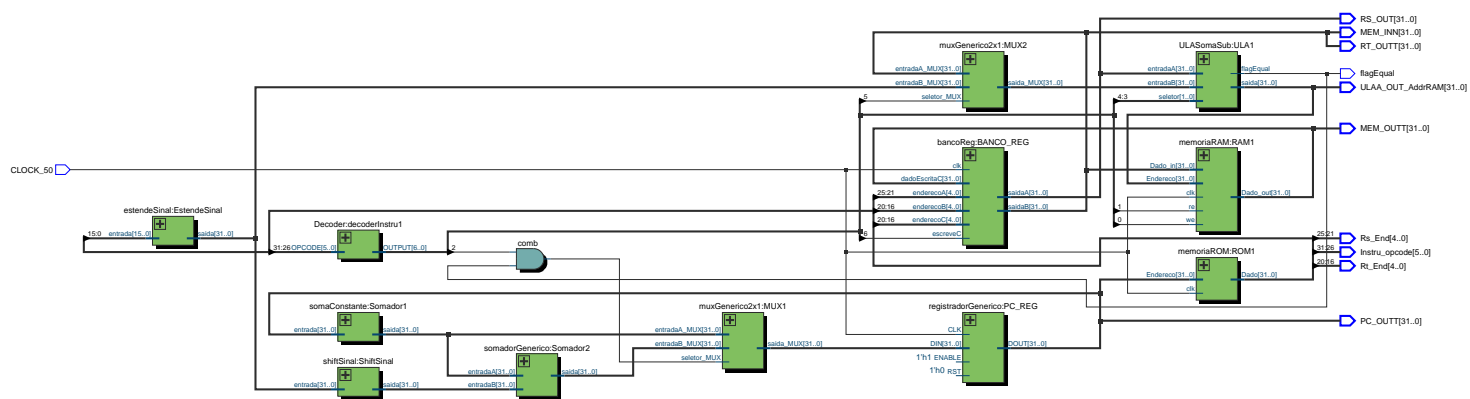 RS_OUT[31..0]
MEM_INN[31..0]
RT_OUTT[31..0]
flagEqual
ULAA_OUT_AddrRAM[31..0]
MEM_OUTT[31..0]
Rs_End[4..0]
Instru_opcode[5..0]
Rt_End[4..0]
PC_OUTT[31..0]
muxGenerico2x1:MUX2
entradaA_MUX[31..0]
entradaB_MUX[31..0]
seletor_MUX
saida_MUX[31..0]
5
ULASomaSub:ULA1
entradaA[31..0]
entradaB[31..0]
seletor[1..0]
flagEqual
saida[31..0]
4:3
bancoReg:BANCO_REG
clk
dadoEscritaC[31..0]
enderecoA[4..0]
enderecoB[4..0]
enderecoC[4..0]
escreveC
saidaA[31..0]
saidaB[31..0]
25:21
20:16
20:16
6
memoriaRAM:RAM1
Dado_in[31..0]
Endereco[31..0]
clk
re
we
Dado_out[31..0]
1
0
CLOCK_50
estendeSinal:EstendeSinal
15:0
entrada[15..0]
saida[31..0]
Decoder:decoderInstru1
31:26
OPCODE[5..0]
OUTPUT[6..0]
2
comb
memoriaROM:ROM1
Endereco[31..0]
clk
Dado[31..0]
25:21
31:26
20:16
somaConstante:Somador1
entrada[31..0]
saida[31..0]
shiftSinal:ShiftSinal
entrada[31..0]
saida[31..0]
somadorGenerico:Somador2
entradaA[31..0]
entradaB[31..0]
saida[31..0]
muxGenerico2x1:MUX1
entradaA_MUX[31..0]
entradaB_MUX[31..0]
seletor_MUX
saida_MUX[31..0]
registradorGenerico:PC_REG
CLK
DIN[31..0]
1'h1 ENABLE
1'h0 RST
DOUT[31..0]